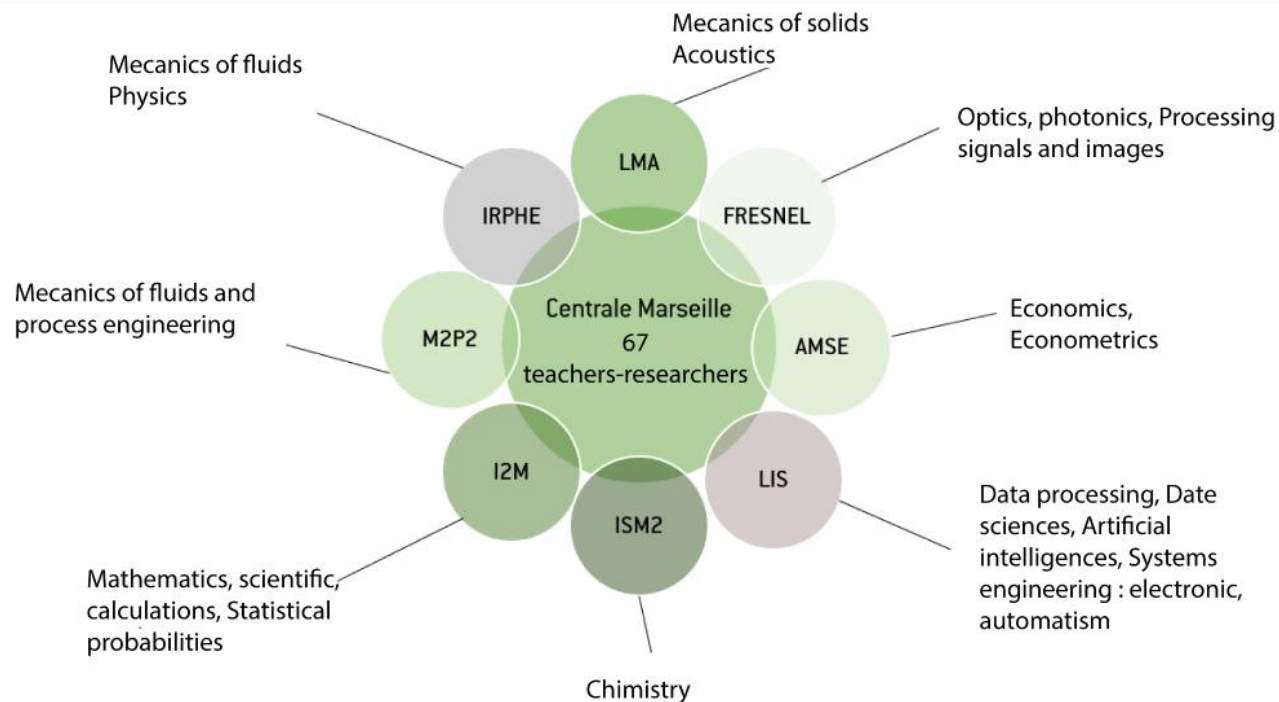 Mecanics of solids
Acoustics
Mecanics of fluids
Physics
Optics, photonics, Processing
signals and images
LMA
IRPHE
FRESNEL
Mecanics of fluids and
process engineering
Centrale Marseille
67
teachers-researchers
M2P2
AMSE
Economics,
Econometrics
I2M
LIS
ISM2
Data processing, Date
sciences, Artificial
intelligences, Systems
engineering : electronic,
automatism
Mathematics, scientific,
calculations, Statistical
probabilities
Chimistry